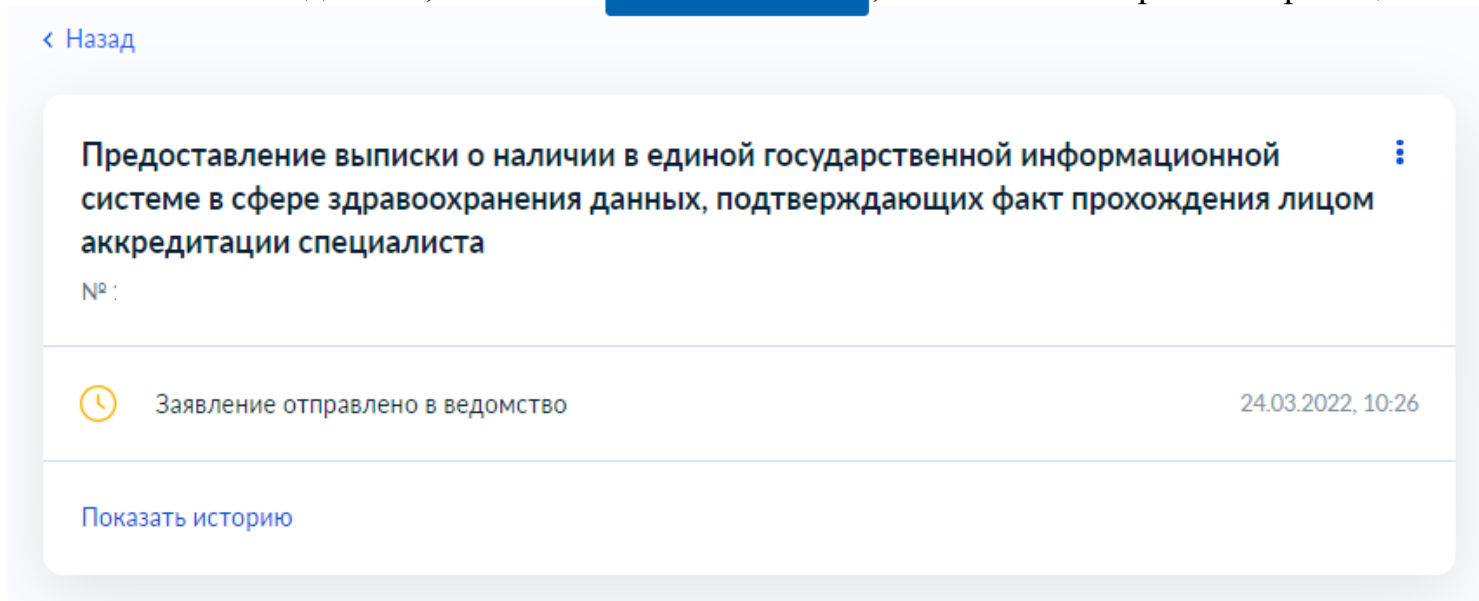 Назад
Предоставление выписки о наличии в единой государственной информационной
системе в сфере здравоохранения данных, подтверждающих факт прохождения лицом
аккредитации специалиста
№ :
Заявление отправлено в ведомство 24.03.2022, 10:26
Показать историю